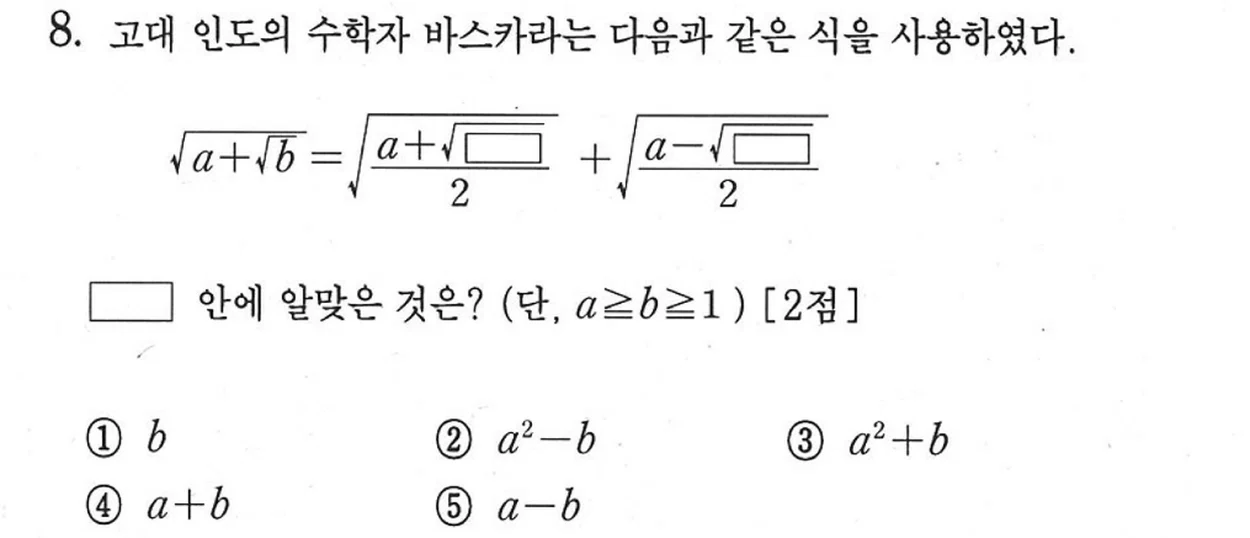 8. 고대 인도의 수학자 바스카라는 다음과 같은 식을 사용하였다.
√(a+√b) = √((a+√□)/2) + √((a−√□)/2)
□ 안에 알맞은 것은? (단, a≧b≧1) [2점]
① b ② a²−b ③ a²+b
④ a+b ⑤ a−b